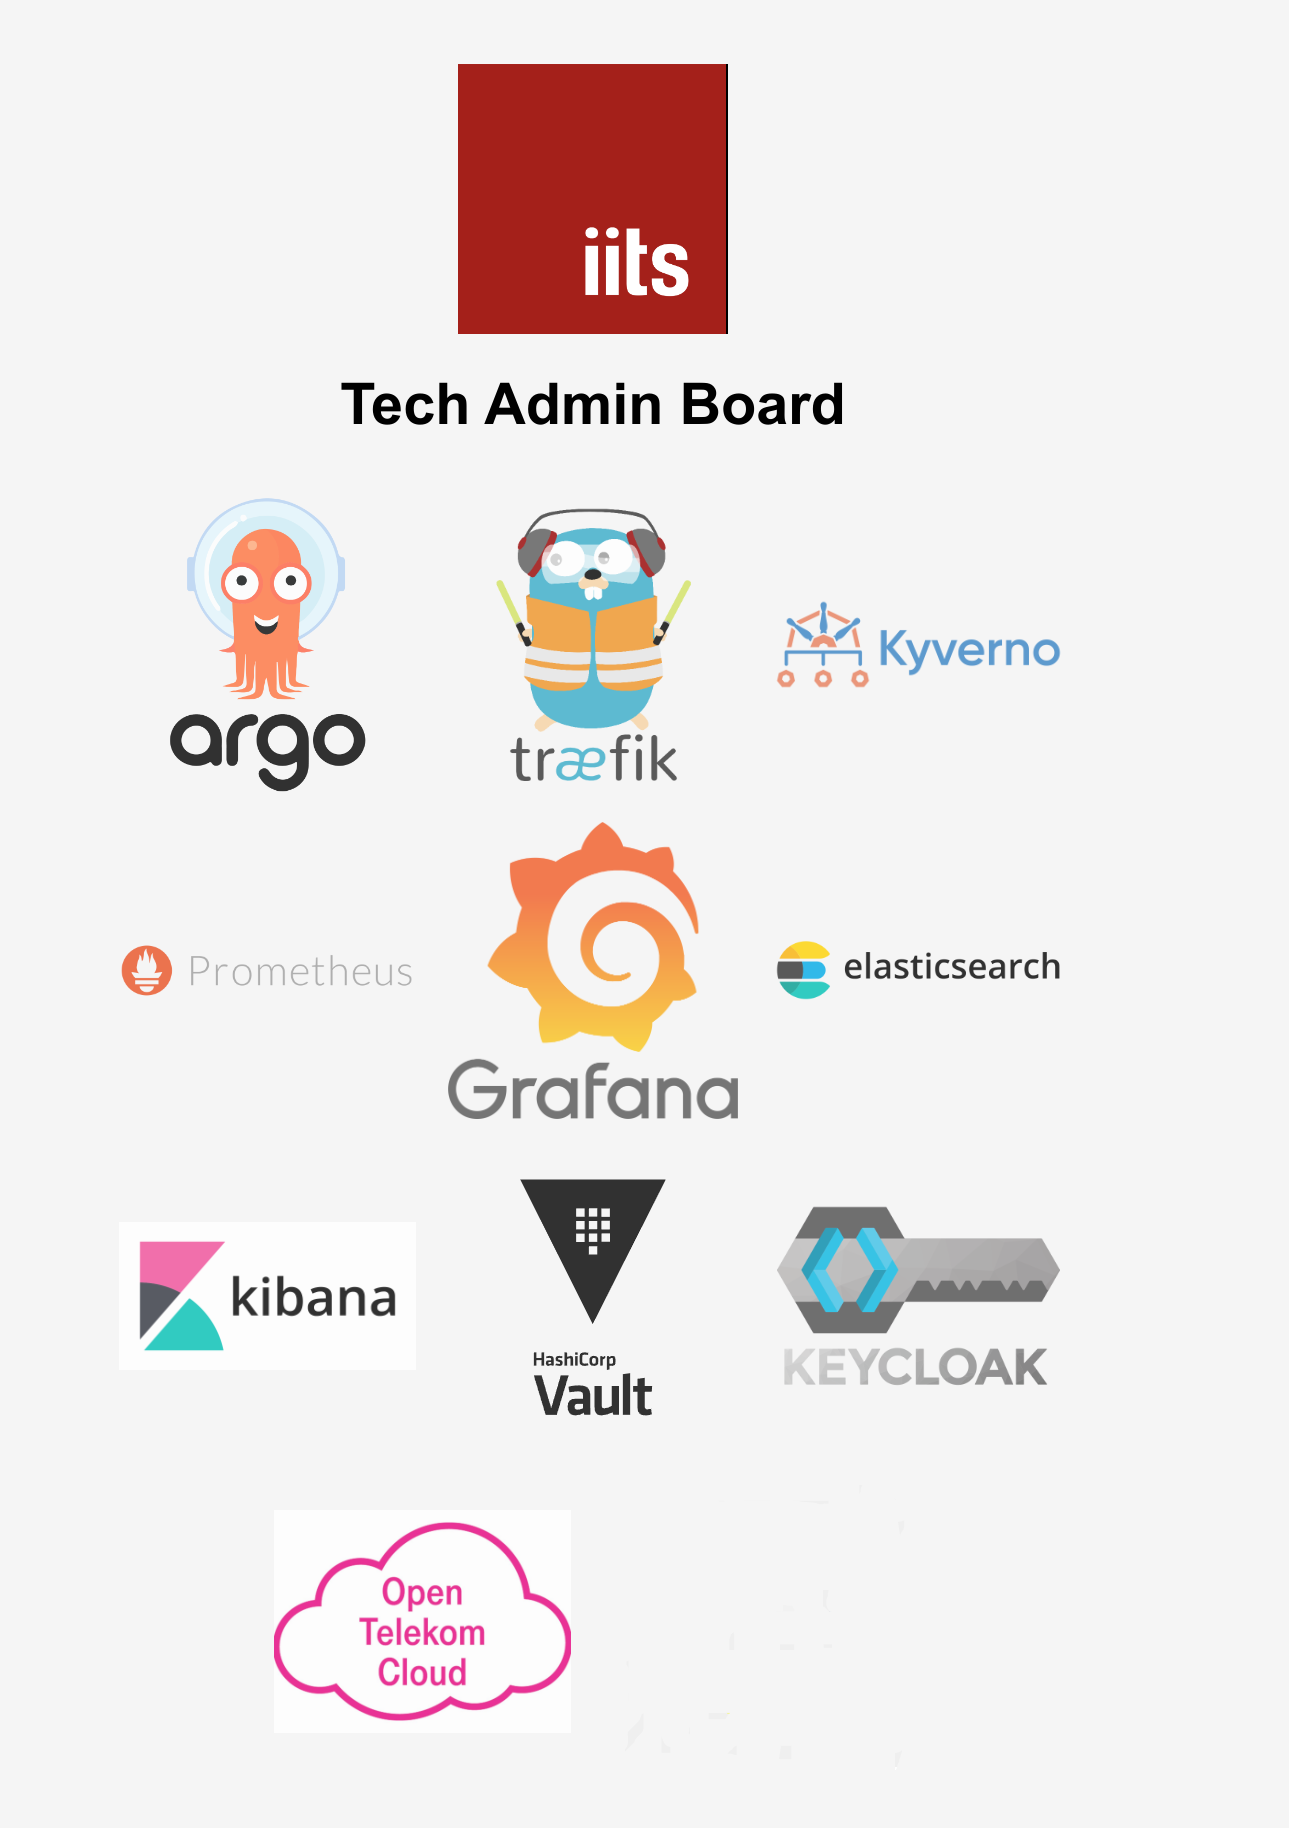 iits
Tech Admin Board
argo
træfik
Kyverno
Prometheus
Grafana
elasticsearch
kibana
HashiCorp
Vault
KEYCLOAK
Open
Telekom
Cloud